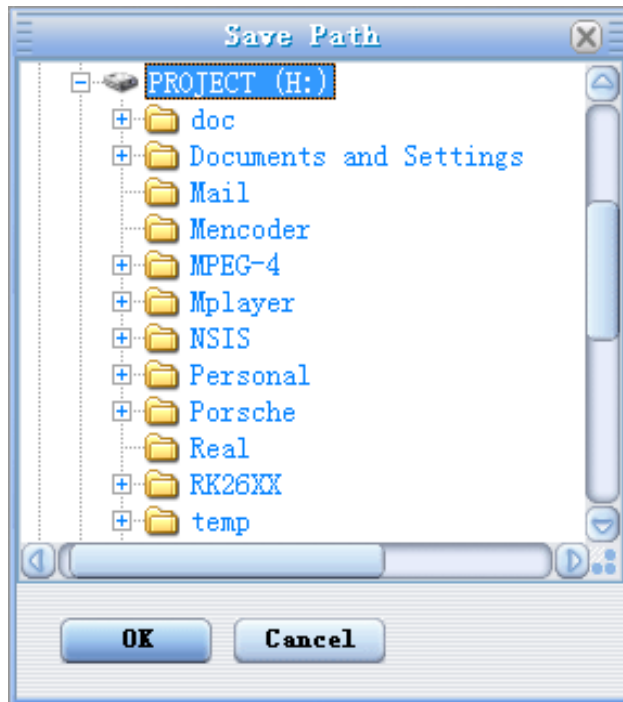 Save Path
PROJECT (H:)
doc
Documents and Settings
Mail
Mencoder
MPEG-4
Mplayer
NSIS
Personal
Porsche
Real
RK26XX
temp
OK
Cancel